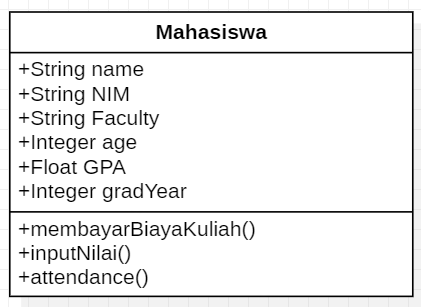 Mahasiswa
+String name
+String NIM
+String Faculty
+Integer age
+Float GPA
+Integer gradYear
+membayarBiayaKuliah()
+inputNilai()
+attendance()